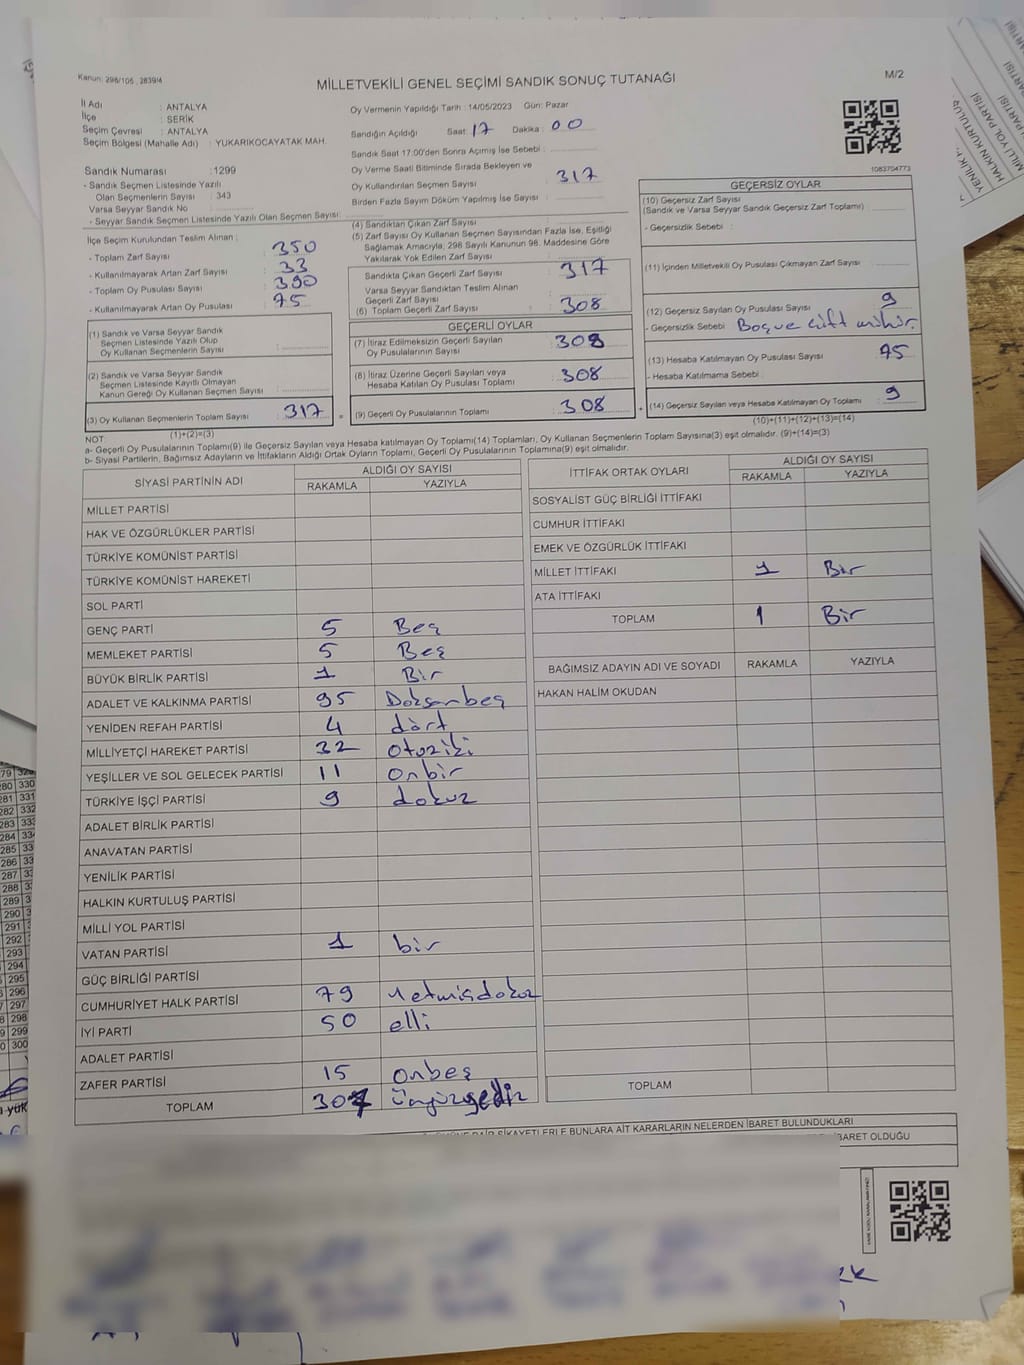 Kanun: 298/105 , 2839/4
MİLLETVEKİLİ GENEL SEÇİMİ SANDIK SONUÇ TUTANAĞI
M/2
İl Adı : ANTALYA
İlçe : SERİK
Seçim Çevresi : ANTALYA
Seçim Bölgesi (Mahalle Adı) : YUKARIKOCAYATAK MAH.
Oy Vermenin Yapıldığı Tarih : 14/05/2023 Gün: Pazar
Sandığın Açıldığı Saat 17 Dakika : 00
Sandık Saat 17:00'den Sonra Açılmış İse Sebebi :
Oy Verme Saati Bitiminde Sırada Bekleyen ve
Oy Kullandırılan Seçmen Sayısı : 317
Birden Fazla Sayım Döküm Yapılmış İse Sayısı :
1083704773
Sandık Numarası : 1299
- Sandık Seçmen Listesinde Yazılı
Olan Seçmenlerin Sayısı : 343
Varsa Seyyar Sandık No :
- Seyyar Sandık Seçmen Listesinde Yazılı Olan Seçmen Sayısı:
İlçe Seçim Kurulundan Teslim Alınan :
- Toplam Zarf Sayısı : 350
- Kullanılmayarak Artan Zarf Sayısı : 33
- Toplam Oy Pusulası Sayısı : 390
- Kullanılmayarak Artan Oy Pusulası : 75
(1) Sandık ve Varsa Seyyar Sandık
Seçmen Listesinde Yazılı Olup
Oy Kullanan Seçmenlerin Sayısı :
(2) Sandık ve Varsa Seyyar Sandık
Seçmen Listesinde Kayıtlı Olmayan
Kanun Gereği Oy Kullanan Seçmen Sayısı :
(3) Oy Kullanan Seçmenlerin Toplam Sayısı : 317
(1)+(2)=(3)
(4) Sandıktan Çıkan Zarf Sayısı :
(5) Zarf Sayısı Oy Kullanan Seçmen Sayısından Fazla İse, Eşitliği
Sağlamak Amacıyla, 298 Sayılı Kanunun 98. Maddesine Göre
Yakılarak Yok Edilen Zarf Sayısı :
Sandıkta Çıkan Geçerli Zarf Sayısı : 317
Varsa Seyyar Sandıktan Teslim Alınan
Geçerli Zarf Sayısı :
(6) Toplam Geçerli Zarf Sayısı : 308
GEÇERLİ OYLAR
(7) İtiraz Edilmeksizin Geçerli Sayılan
Oy Pusulalarının Sayısı : 308
(8) İtiraz Üzerine Geçerli Sayılan veya
Hesaba Katılan Oy Pusulası Toplamı : 308
(9) Geçerli Oy Pusulalarının Toplamı : 308
GEÇERSİZ OYLAR
(10) Geçersiz Zarf Sayısı
(Sandık ve Varsa Seyyar Sandık Geçersiz Zarf Toplamı) :
- Geçersizlik Sebebi :
(11) İçinden Milletvekili Oy Pusulası Çıkmayan Zarf Sayısı :
(12) Geçersiz Sayılan Oy Pusulası Sayısı : 9
- Geçersizlik Sebebi : Boş ve çift mühür.
(13) Hesaba Katılmayan Oy Pusulası Sayısı : 75
- Hesaba Katılmama Sebebi :
(14) Geçersiz Sayılan veya Hesaba Katılmayan Oy Toplamı : 9
(10)+(11)+(12)+(13)=(14)
NOT:
a- Geçerli Oy Pusulalarının Toplamı(9) ile Geçersiz Sayılan veya Hesaba katılmayan Oy Toplamı(14) Toplamları, Oy Kullanan Seçmenlerin Toplam Sayısına(3) eşit olmalıdır. (9)+(14)=(3)
b- Siyasi Partilerin, Bağımsız Adayların ve İttifakların Aldığı Ortak Oyların Toplamı, Geçerli Oy Pusulalarının Toplamına(9) eşit olmalıdır.
SİYASİ PARTİNİN ADI ALDIĞI OY SAYISI
RAKAMLA YAZIYLA
MİLLET PARTİSİ
HAK VE ÖZGÜRLÜKLER PARTİSİ
TÜRKİYE KOMÜNİST PARTİSİ
TÜRKİYE KOMÜNİST HAREKETİ
SOL PARTİ
GENÇ PARTİ 5 Beş
MEMLEKET PARTİSİ 5 Beş
BÜYÜK BİRLİK PARTİSİ 1 Bir
ADALET VE KALKINMA PARTİSİ 95 Doksanbeş
YENİDEN REFAH PARTİSİ 4 dört
MİLLİYETÇİ HAREKET PARTİSİ 32 otuziki
YEŞİLLER VE SOL GELECEK PARTİSİ 11 Onbir
TÜRKİYE İŞÇİ PARTİSİ 9 dokuz
ADALET BİRLİK PARTİSİ
ANAVATAN PARTİSİ
YENİLİK PARTİSİ
HALKIN KURTULUŞ PARTİSİ
MİLLİ YOL PARTİSİ
VATAN PARTİSİ 1 bir
GÜÇ BİRLİĞİ PARTİSİ
CUMHURİYET HALK PARTİSİ 79 Yetmişdokuz
İYİ PARTİ 50 elli
ADALET PARTİSİ
ZAFER PARTİSİ 15 Onbeş
TOPLAM 307 Üçyüzyedir
İTTİFAK ORTAK OYLARI ALDIĞI OY SAYISI
RAKAMLA YAZIYLA
SOSYALİST GÜÇ BİRLİĞİ İTTİFAKI
CUMHUR İTTİFAKI
EMEK VE ÖZGÜRLÜK İTTİFAKI
MİLLET İTTİFAKI 1 Bir
ATA İTTİFAKI
TOPLAM 1 Bir
BAĞIMSIZ ADAYIN ADI VE SOYADI RAKAMLA YAZIYLA
HAKAN HALİM OKUDAN
TOPLAM
ŞİKAYETLERLE BUNLARA AİT KARARLARIN NELERDEN İBARET BULUNDUKLARI
İBARET OLDUĞU